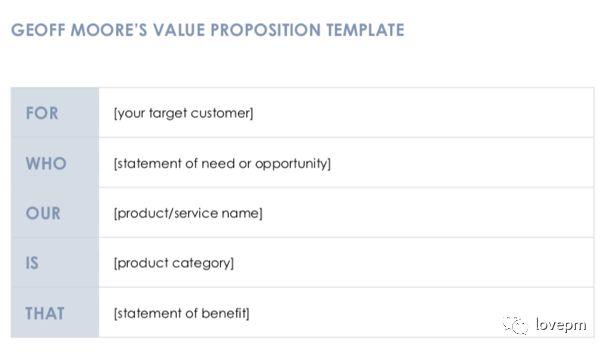 GEOFF MOORE'S VALUE PROPOSITION TEMPLATE
FOR [your target customer]
WHO [statement of need or opportunity]
OUR [product/service name]
IS [product category]
THAT [statement of benefit]
lovepm